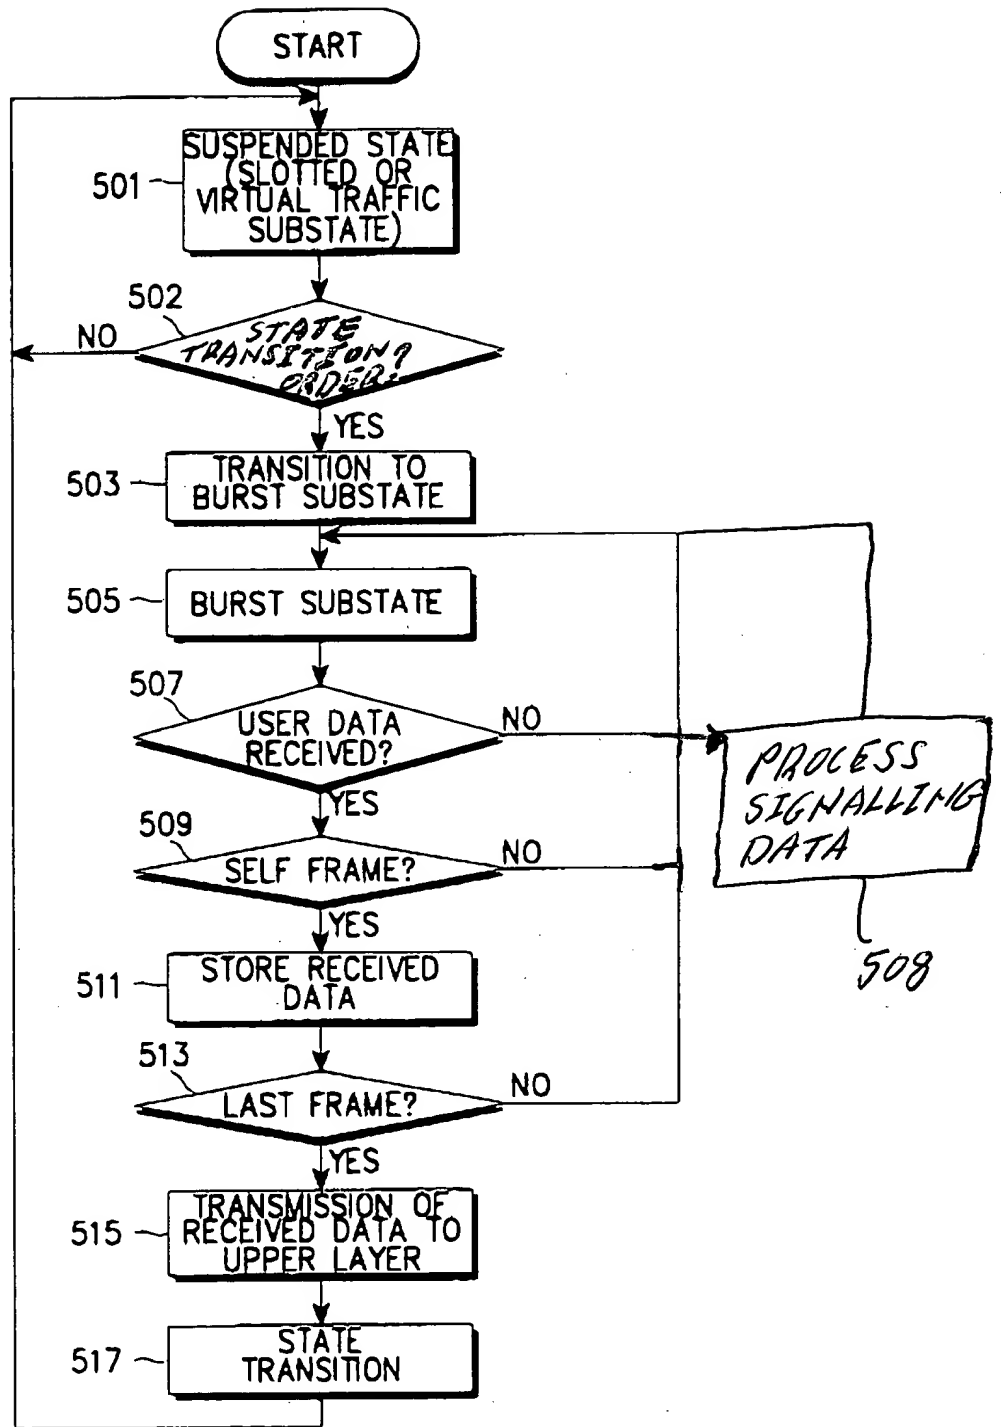 START
SUSPENDED STATE
(SLOTTED OR
VIRTUAL TRAFFIC
SUBSTATE)
501
502
STATE
TRANSITION
ORDER?
NO
YES
503
TRANSITION TO
BURST SUBSTATE
505
BURST SUBSTATE
507
USER DATA
RECEIVED?
NO
YES
PROCESS
SIGNALLING
DATA
508
509
SELF FRAME?
NO
YES
511
STORE RECEIVED
DATA
513
LAST FRAME?
NO
YES
515
TRANSMISSION OF
RECEIVED DATA TO
UPPER LAYER
517
STATE
TRANSITION